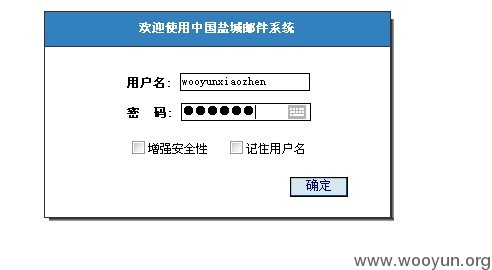 欢迎使用中国盐城邮件系统
用户名: wooyunxiaozhen
密 码: ●●●●●●
增强安全性 记住用户名
确定
www.wooyun.org